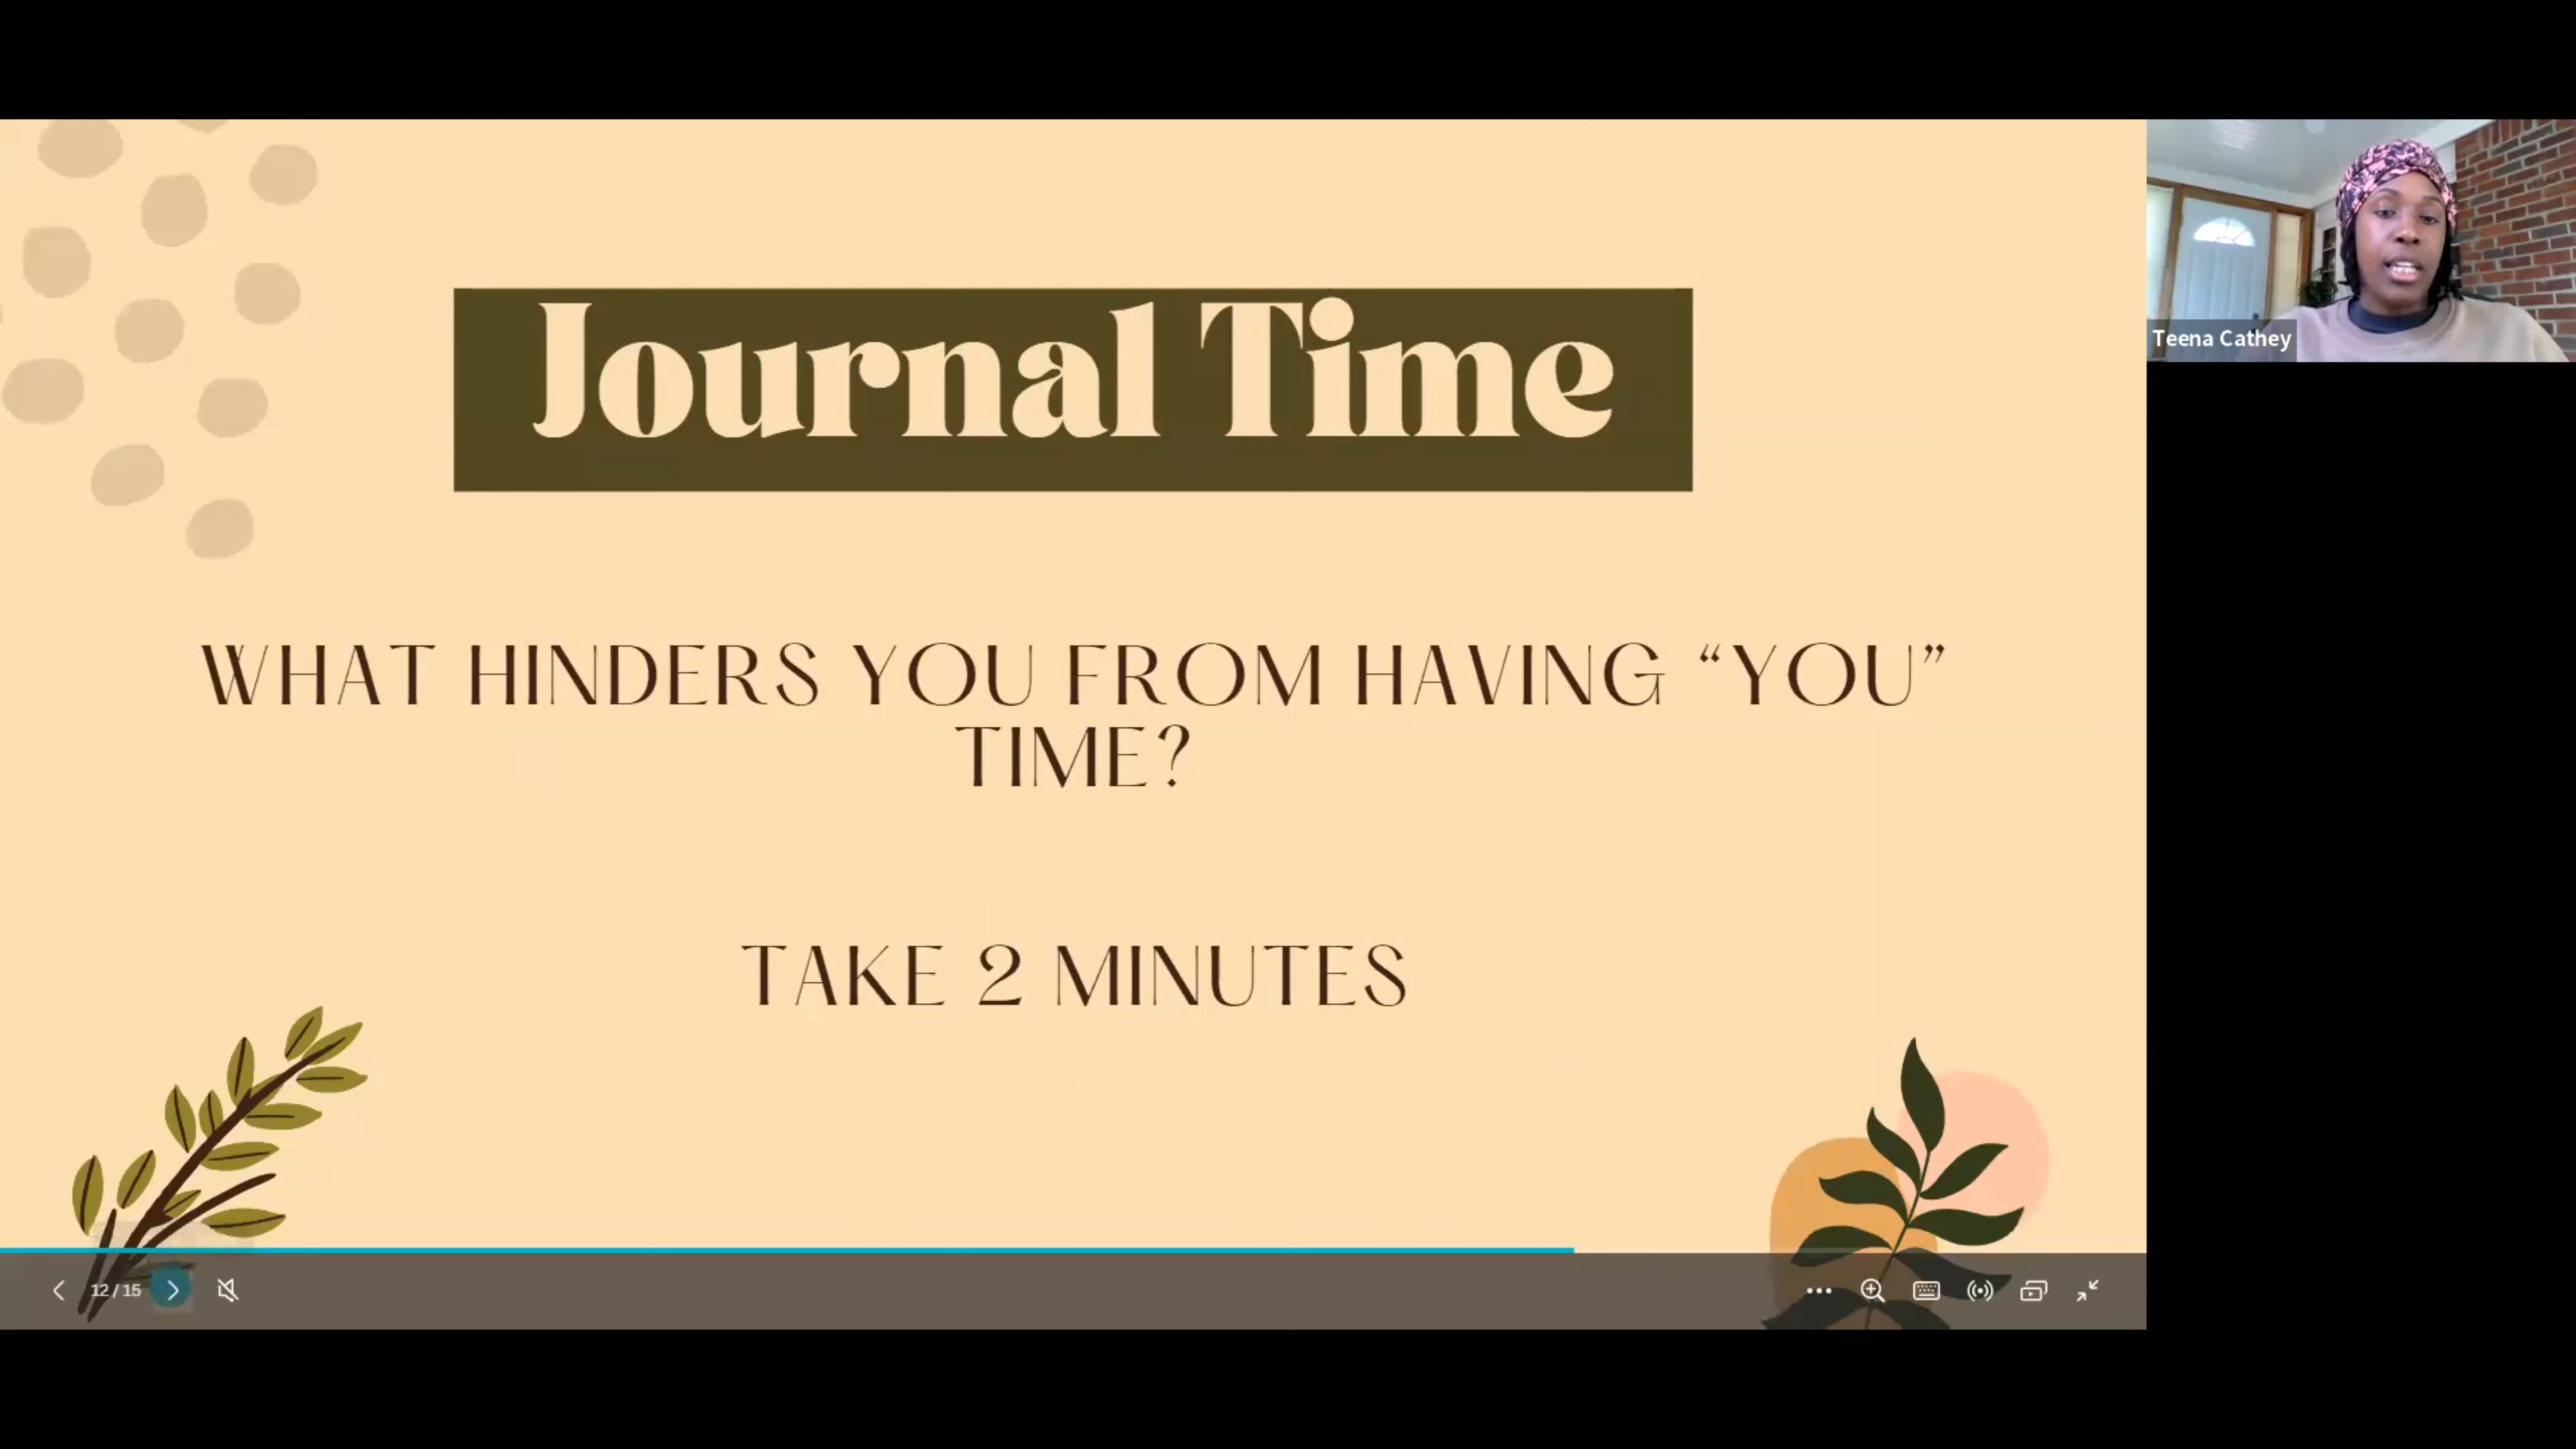 Journal Time
WHAT HINDERS YOU FROM HAVING “YOU”
TIME?
TAKE 2 MINUTES
Teena Cathey
12 / 15